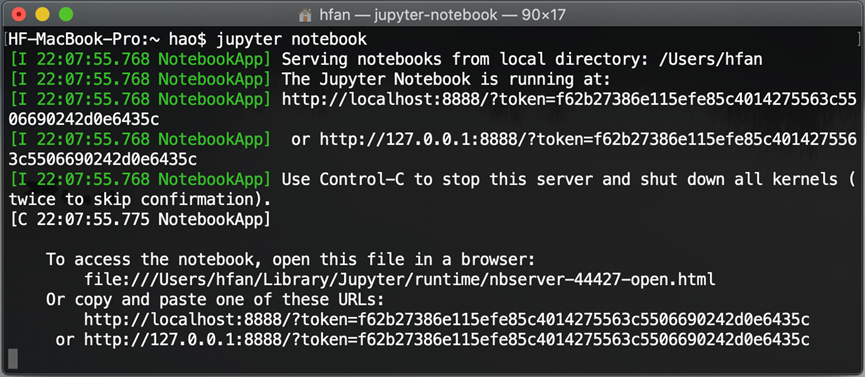 hfan — jupyter-notebook — 90×17
HF-MacBook-Pro:~ hao$ jupyter notebook
[I 22:07:55.768 NotebookApp] Serving notebooks from local directory: /Users/hfan
[I 22:07:55.768 NotebookApp] The Jupyter Notebook is running at:
[I 22:07:55.768 NotebookApp] http://localhost:8888/?token=f62b27386e115efe85c4014275563c55
06690242d0e6435c
[I 22:07:55.768 NotebookApp]  or http://127.0.0.1:8888/?token=f62b27386e115efe85c401427556
3c5506690242d0e6435c
[I 22:07:55.768 NotebookApp] Use Control-C to stop this server and shut down all kernels (
twice to skip confirmation).
[C 22:07:55.775 NotebookApp]
To access the notebook, open this file in a browser:
file:///Users/hfan/Library/Jupyter/runtime/nbserver-44427-open.html
Or copy and paste one of these URLs:
http://localhost:8888/?token=f62b27386e115efe85c4014275563c5506690242d0e6435c
or http://127.0.0.1:8888/?token=f62b27386e115efe85c4014275563c5506690242d0e6435c